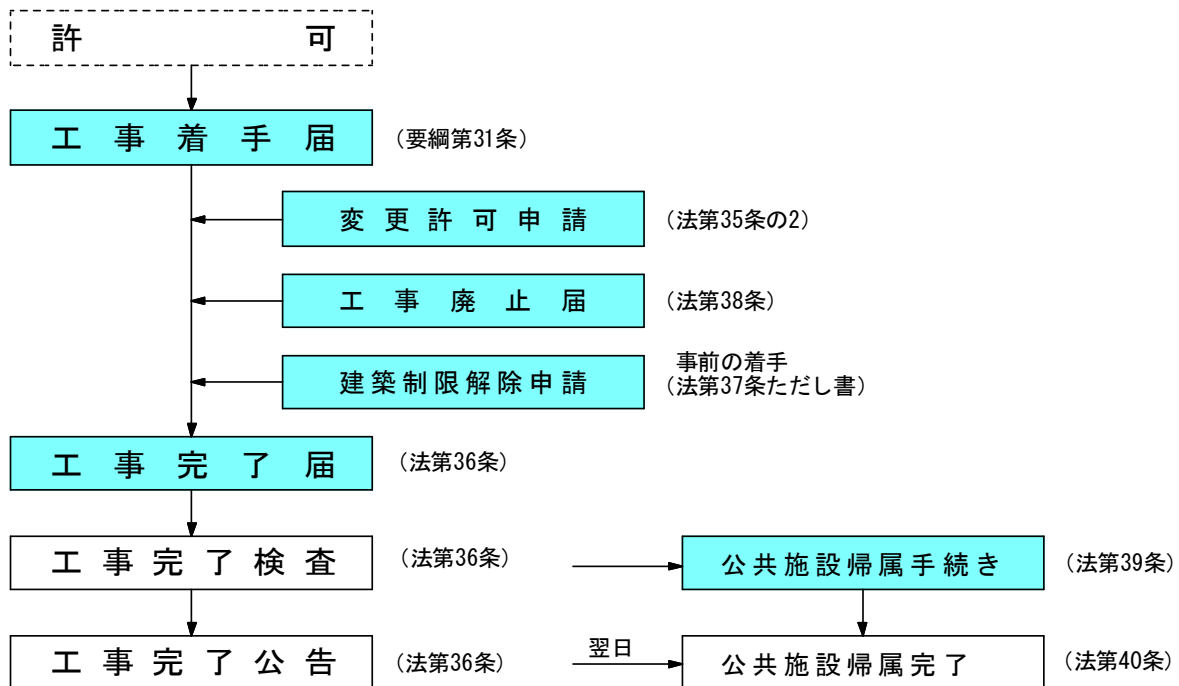 許可
工事着手届 （要綱第31条）
変更許可申請 （法第35条の2）
工事廃止届 （法第38条）
建築制限解除申請 事前の着手
（法第37条ただし書）
工事完了届 （法第36条）
工事完了検査 （法第36条） 公共施設帰属手続き （法第39条）
工事完了公告 （法第36条） 翌日 公共施設帰属完了 （法第40条）